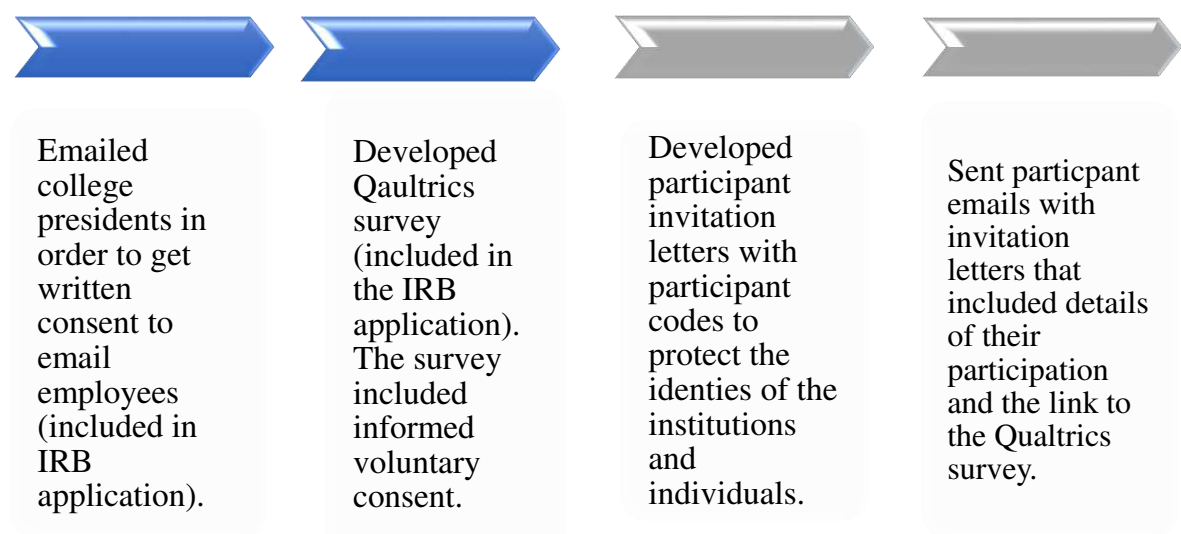 Emailed
college
presidents in
order to get
written
consent to
email
employees
(included in
IRB
application).
Developed
Qaultrics
survey
(included in
the IRB
application).
The survey
included
informed
voluntary
consent.
Developed
participant
invitation
letters with
participant
codes to
protect the
identies of the
institutions
and
individuals.
Sent particpant
emails with
invitation
letters that
included details
of their
participation
and the link to
the Qualtrics
survey.